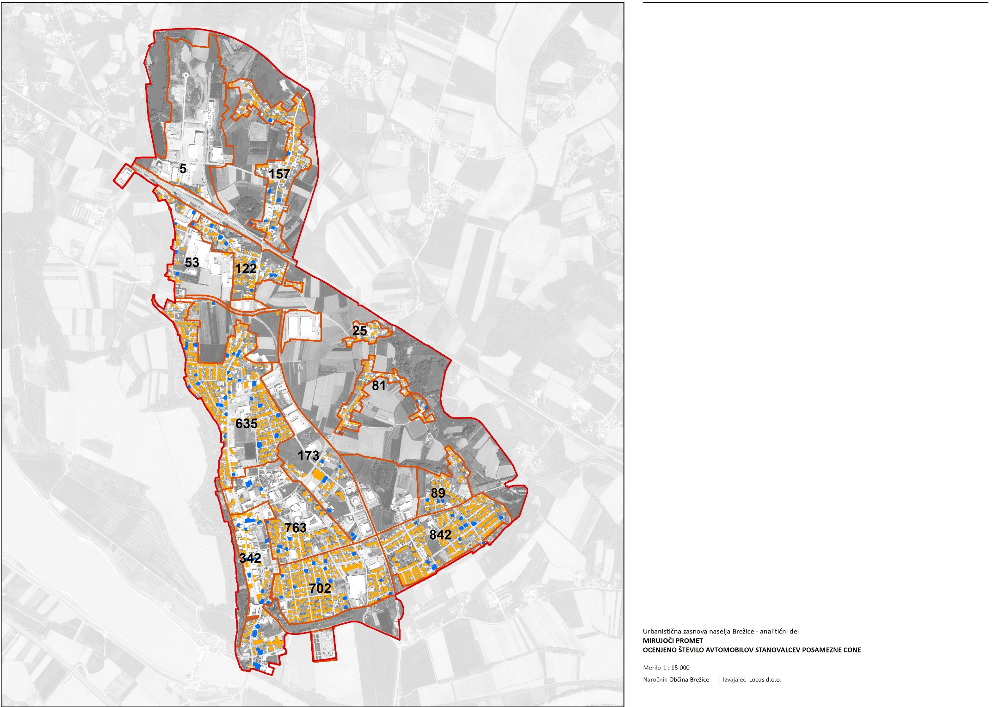 5
157
53
122
25
81
635
173
89
763
842
342
702
Urbanistična zasnova naselja Brežice - analitični del
MIRUJOČI PROMET
OCENJENO ŠTEVILO AVTOMOBILOV STANOVALCEV POSAMEZNE CONE
Merilo 1 : 15 000
Naročnik Občina Brežice | Izvajalec Locus d.o.o.